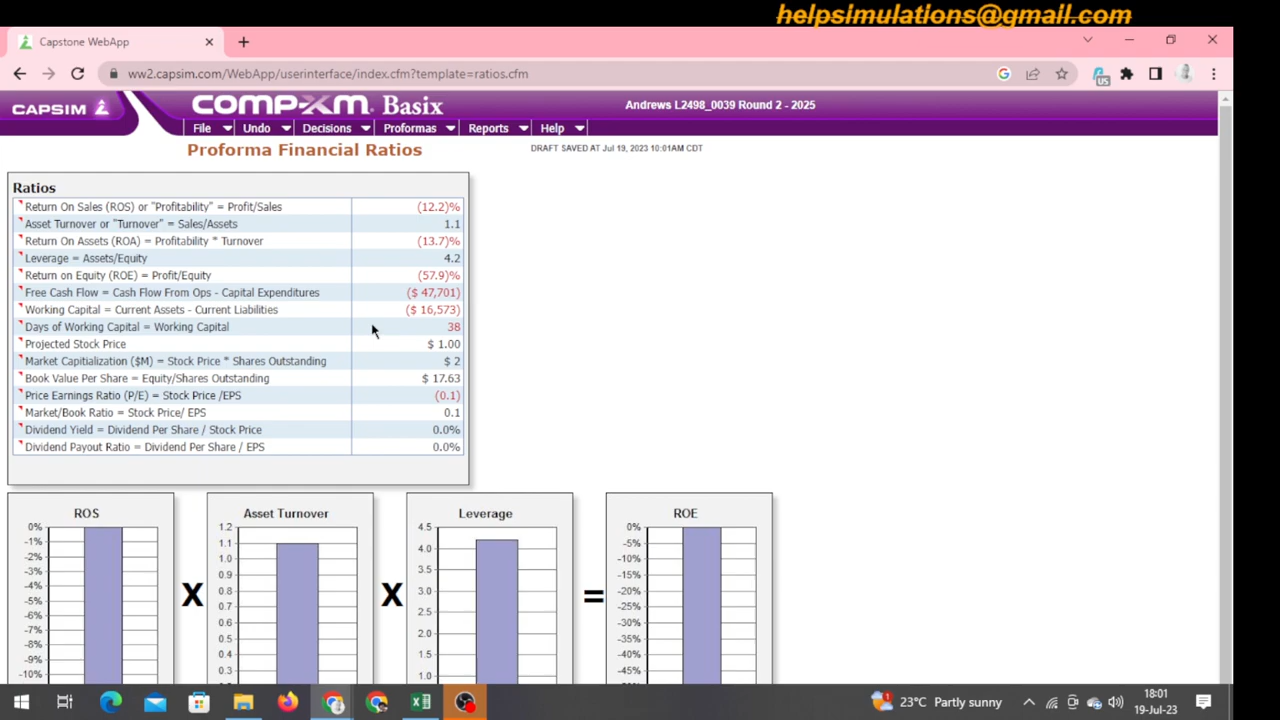 helpsimulations@gmail.com
Capstone WebApp
ww2.capsim.com/WebApp/userinterface/index.cfm?template=ratios.cfm
US
CAPSIM
COMP-XM® Basix
Andrews L2498_0039 Round 2 - 2025
File Undo Decisions Proformas Reports Help
Proforma Financial Ratios
DRAFT SAVED AT Jul 19, 2023 10:01AM CDT
Ratios
Return On Sales (ROS) or "Profitability" = Profit/Sales (12.2)%
Asset Turnover or "Turnover" = Sales/Assets 1.1
Return On Assets (ROA) = Profitability * Turnover (13.7)%
Leverage = Assets/Equity 4.2
Return on Equity (ROE) = Profit/Equity (57.9)%
Free Cash Flow = Cash Flow From Ops - Capital Expenditures ($ 47,701)
Working Capital = Current Assets - Current Liabilities ($ 16,573)
Days of Working Capital = Working Capital 38
Projected Stock Price $ 1.00
Market Capitialization ($M) = Stock Price * Shares Outstanding $ 2
Book Value Per Share = Equity/Shares Outstanding $ 17.63
Price Earnings Ratio (P/E) = Stock Price /EPS (0.1)
Market/Book Ratio = Stock Price/ EPS 0.1
Dividend Yield = Dividend Per Share / Stock Price 0.0%
Dividend Payout Ratio = Dividend Per Share / EPS 0.0%
ROS
0%
-1%
-2%
-3%
-4%
-5%
-6%
-7%
-8%
-9%
-10%
X
Asset Turnover
1.2
1.1
1.0
0.9
0.8
0.7
0.6
0.5
0.4
0.3
X
Leverage
4.5
4.0
3.5
3.0
2.5
2.0
1.5
1.0
=
ROE
0%
-5%
-10%
-15%
-20%
-25%
-30%
-35%
-40%
-45%
23°C Partly sunny
18:01
19-Jul-23